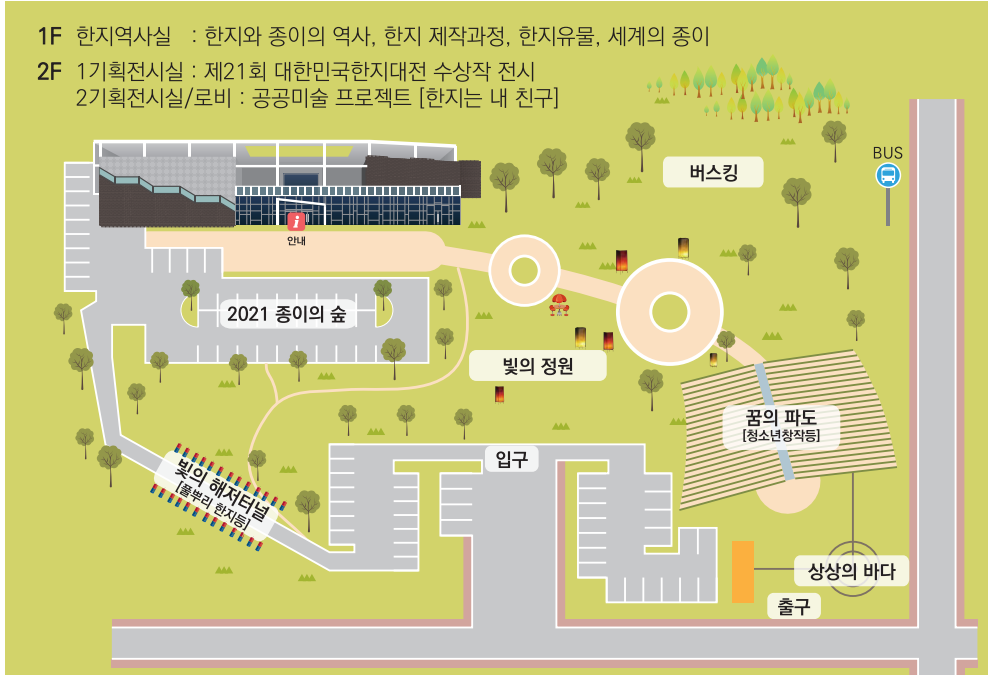 1F 한지역사실 : 한지와 종이의 역사, 한지 제작과정, 한지유물, 세계의 종이
2F 1기획전시실 : 제21회 대한민국한지대전 수상작 전시
2기획전시실/로비 : 공공미술 프로젝트 [한지는 내 친구]
BUS
버스킹
i
안내
2021 종이의 숲
빛의 정원
꿈의 파도
[청소년창작등]
입구
빛의 해저터널
[풀뿌리 한지등]
상상의 바다
출구